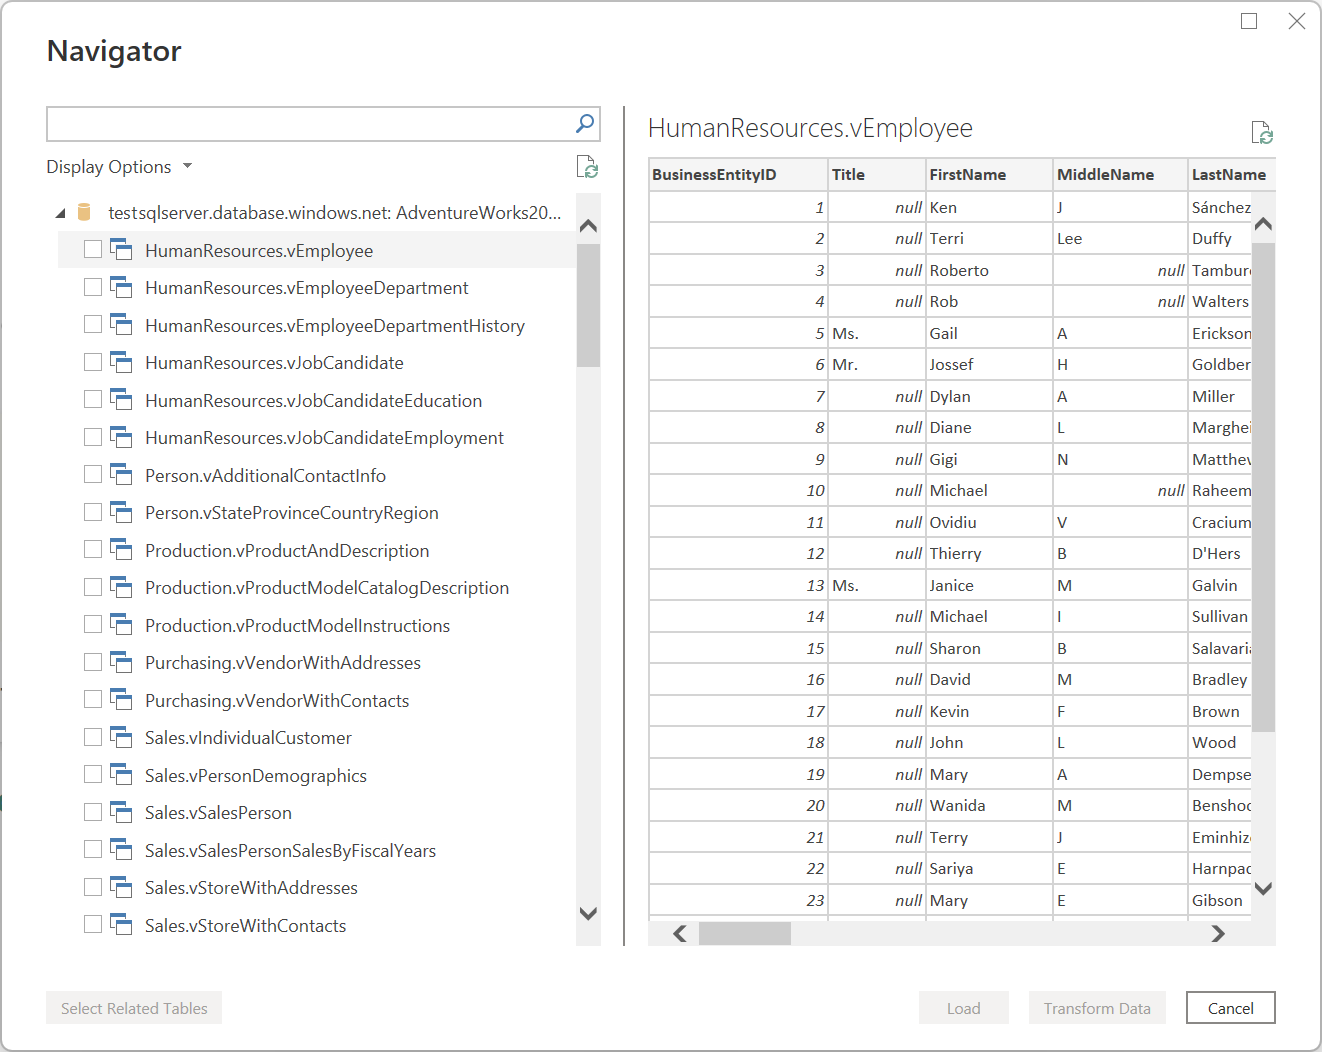 Navigator
Display Options
testsqlserver.database.windows.net: AdventureWorks20...
HumanResources.vEmployee
HumanResources.vEmployeeDepartment
HumanResources.vEmployeeDepartmentHistory
HumanResources.vJobCandidate
HumanResources.vJobCandidateEducation
HumanResources.vJobCandidateEmployment
Person.vAdditionalContactInfo
Person.vStateProvinceCountryRegion
Production.vProductAndDescription
Production.vProductModelCatalogDescription
Production.vProductModelInstructions
Purchasing.vVendorWithAddresses
Purchasing.vVendorWithContacts
Sales.vIndividualCustomer
Sales.vPersonDemographics
Sales.vSalesPerson
Sales.vSalesPersonSalesByFiscalYears
Sales.vStoreWithAddresses
Sales.vStoreWithContacts
HumanResources.vEmployee
BusinessEntityID Title FirstName MiddleName LastName
1 null Ken J Sánchez
2 null Terri Lee Duffy
3 null Roberto null Tambur
4 null Rob null Walters
5 Ms. Gail A Erickson
6 Mr. Jossef H Goldber
7 null Dylan A Miller
8 null Diane L Marghei
9 null Gigi N Matthew
10 null Michael null Raheem
11 null Ovidiu V Cracium
12 null Thierry B D'Hers
13 Ms. Janice M Galvin
14 null Michael I Sullivan
15 null Sharon B Salavaria
16 null David M Bradley
17 null Kevin F Brown
18 null John L Wood
19 null Mary A Dempse
20 null Wanida M Benshoo
21 null Terry J Eminhiz
22 null Sariya E Harnpad
23 null Mary E Gibson
Select Related Tables
Load Transform Data Cancel